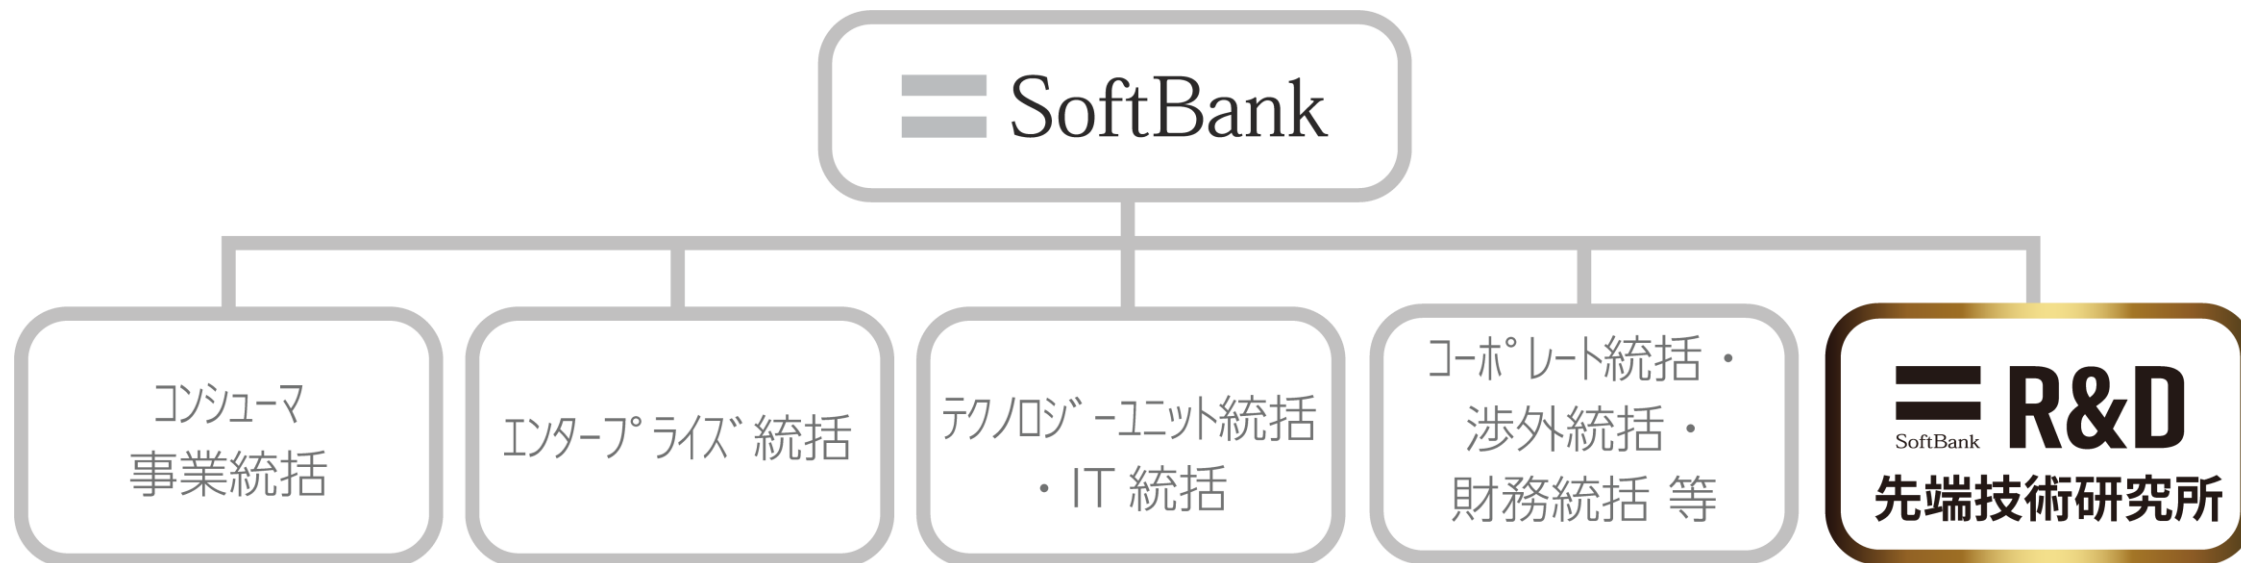 SoftBank
コンシューマ
事業統括
エンタープライズ統括
テクノロジーユニット統括
・IT 統括
コーポレート統括・
渉外統括・
財務統括 等
SoftBank R&D
先端技術研究所